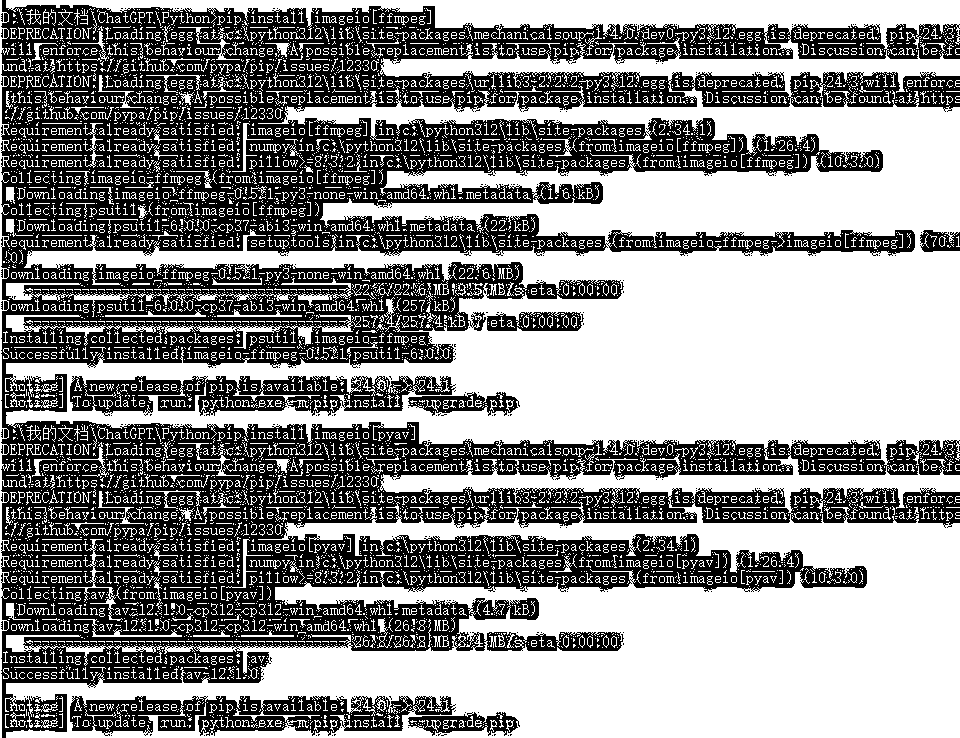 D:\我的文档\ChatGPT\Python>pip install imageio[ffmpeg]
DEPRECATION: Loading egg at c:\python312\lib\site-packages\mechanicalsoup-1.4.0.dev0-py3.12.egg is deprecated. pip 24.3
will enforce this behaviour change. A possible replacement is to use pip for package installation.. Discussion can be fo
und at https://github.com/pypa/pip/issues/12330
DEPRECATION: Loading egg at c:\python312\lib\site-packages\urllib3-2.2.2-py3.12.egg is deprecated. pip 24.3 will enforce
 this behaviour change. A possible replacement is to use pip for package installation.. Discussion can be found at https
://github.com/pypa/pip/issues/12330
Requirement already satisfied: imageio[ffmpeg] in c:\python312\lib\site-packages (2.34.1)
Requirement already satisfied: numpy in c:\python312\lib\site-packages (from imageio[ffmpeg]) (1.26.4)
Requirement already satisfied: pillow>=8.3.2 in c:\python312\lib\site-packages (from imageio[ffmpeg]) (10.3.0)
Collecting imageio-ffmpeg (from imageio[ffmpeg])
  Downloading imageio_ffmpeg-0.5.1-py3-none-win_amd64.whl.metadata (1.6 kB)
Collecting psutil (from imageio[ffmpeg])
  Downloading psutil-6.0.0-cp37-abi3-win_amd64.whl.metadata (22 kB)
Requirement already satisfied: setuptools in c:\python312\lib\site-packages (from imageio-ffmpeg->imageio[ffmpeg]) (70.1
.0)
Downloading imageio_ffmpeg-0.5.1-py3-none-win_amd64.whl (22.6 MB)
22.6/22.6 MB 9.5 MB/s eta 0:00:00
Downloading psutil-6.0.0-cp37-abi3-win_amd64.whl (257 kB)
257.4/257.4 kB ? eta 0:00:00
Installing collected packages: psutil, imageio-ffmpeg
Successfully installed imageio-ffmpeg-0.5.1 psutil-6.0.0
[notice] A new release of pip is available: 24.0 -> 24.1
[notice] To update, run: python.exe -m pip install --upgrade pip
D:\我的文档\ChatGPT\Python>pip install imageio[pyav]
DEPRECATION: Loading egg at c:\python312\lib\site-packages\mechanicalsoup-1.4.0.dev0-py3.12.egg is deprecated. pip 24.3
will enforce this behaviour change. A possible replacement is to use pip for package installation.. Discussion can be fo
und at https://github.com/pypa/pip/issues/12330
DEPRECATION: Loading egg at c:\python312\lib\site-packages\urllib3-2.2.2-py3.12.egg is deprecated. pip 24.3 will enforce
 this behaviour change. A possible replacement is to use pip for package installation.. Discussion can be found at https
://github.com/pypa/pip/issues/12330
Requirement already satisfied: imageio[pyav] in c:\python312\lib\site-packages (2.34.1)
Requirement already satisfied: numpy in c:\python312\lib\site-packages (from imageio[pyav]) (1.26.4)
Requirement already satisfied: pillow>=8.3.2 in c:\python312\lib\site-packages (from imageio[pyav]) (10.3.0)
Collecting av (from imageio[pyav])
  Downloading av-12.1.0-cp312-cp312-win_amd64.whl.metadata (4.7 kB)
Downloading av-12.1.0-cp312-cp312-win_amd64.whl (26.8 MB)
26.8/26.8 MB 8.4 MB/s eta 0:00:00
Installing collected packages: av
Successfully installed av-12.1.0
[notice] A new release of pip is available: 24.0 -> 24.1
[notice] To update, run: python.exe -m pip install --upgrade pip